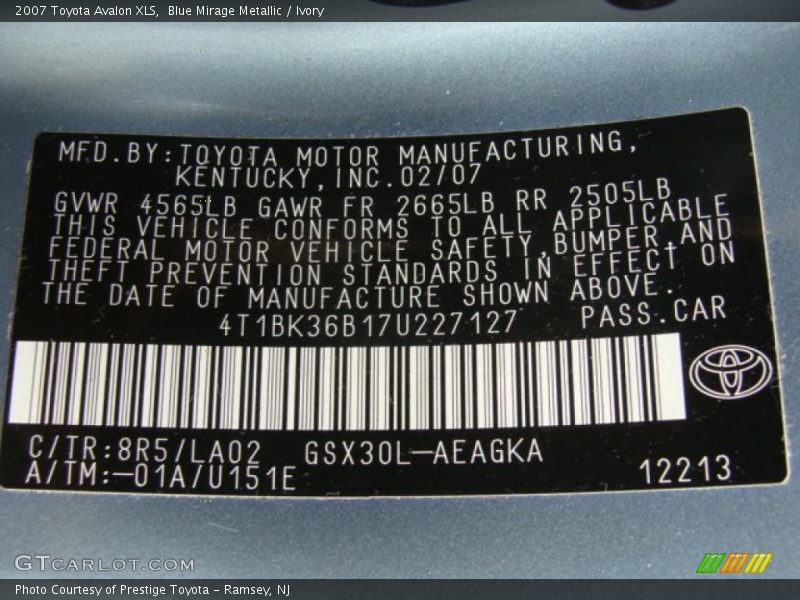 2007 Toyota Avalon XLS,  Blue Mirage Metallic / Ivory
MFD.BY:TOYOTA MOTOR MANUFACTURING,
KENTUCKY,INC.02/07
GVWR 4565LB GAWR FR 2665LB RR 2505LB
THIS VEHICLE CONFORMS TO ALL APPLICABLE
FEDERAL MOTOR VEHICLE SAFETY,BUMPER,AND
THEFT PREVENTION STANDARDS IN EFFECT ON
THE DATE OF MANUFACTURE SHOWN ABOVE.
4T1BK36B17U227127 PASS.CAR
C/TR:8R5/LA02 GSX30L-AEAGKA
A/TM:-01A/U151E 12213
GTCARLOT.COM
Photo Courtesy of Prestige Toyota - Ramsey, NJ